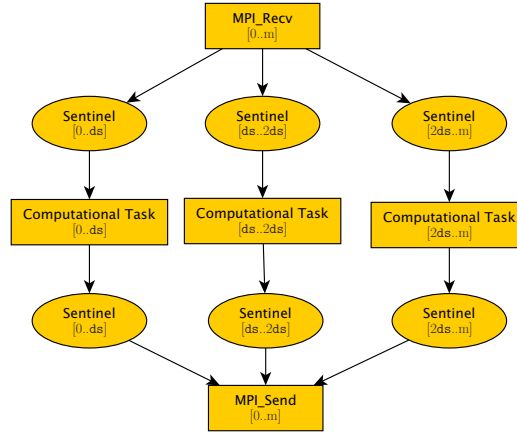 MPI_Recv
[0..m]
Sentinel
[0..ds]
Sentinel
[ds..2ds]
Sentinel
[2ds..m]
Computational Task
[0..ds]
Computational Task
[ds..2ds]
Computational Task
[2ds..m]
Sentinel
[0..ds]
Sentinel
[ds..2ds]
Sentinel
[2ds..m]
MPI_Send
[0..m]